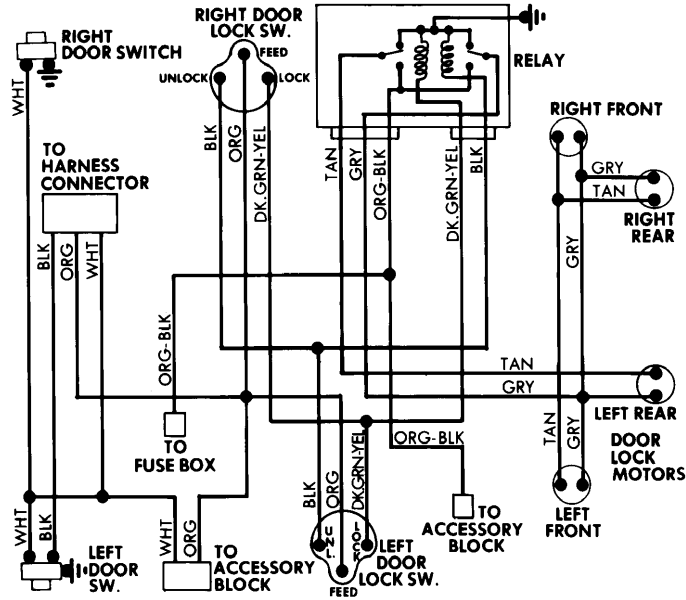 RIGHT
DOOR SWITCH
RIGHT DOOR
LOCK SW.
FEED
UNLOCK
LOCK
RELAY
WHT
BLK
ORG
DK.GRN-YEL
TAN
GRY
ORG-BLK
DK.GRN-YEL
BLK
RIGHT FRONT
GRY
TAN
RIGHT
REAR
GRY
TO
HARNESS
CONNECTOR
BLK
ORG
WHT
ORG-BLK
TO
FUSE BOX
TAN
GRY
LEFT REAR
TAN
GRY
DOOR
LOCK
MOTORS
ORG-BLK
BLK
ORG
DK.GRN-YEL
WHT
BLK
WHT
ORG
UNL.
LOCK
TO
ACCESSORY
BLOCK
LEFT
FRONT
LEFT
DOOR
SW.
TO
ACCESSORY
BLOCK
LEFT
DOOR
LOCK SW.
FEED